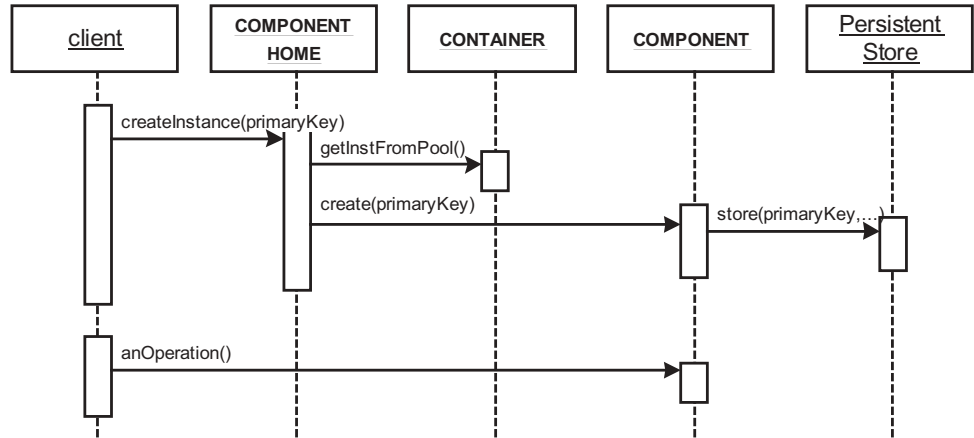 client
COMPONENT
HOME
CONTAINER
COMPONENT
Persistent
Store
createInstance(primaryKey)
getInstFromPool()
create(primaryKey)
store(primaryKey,...)
anOperation()